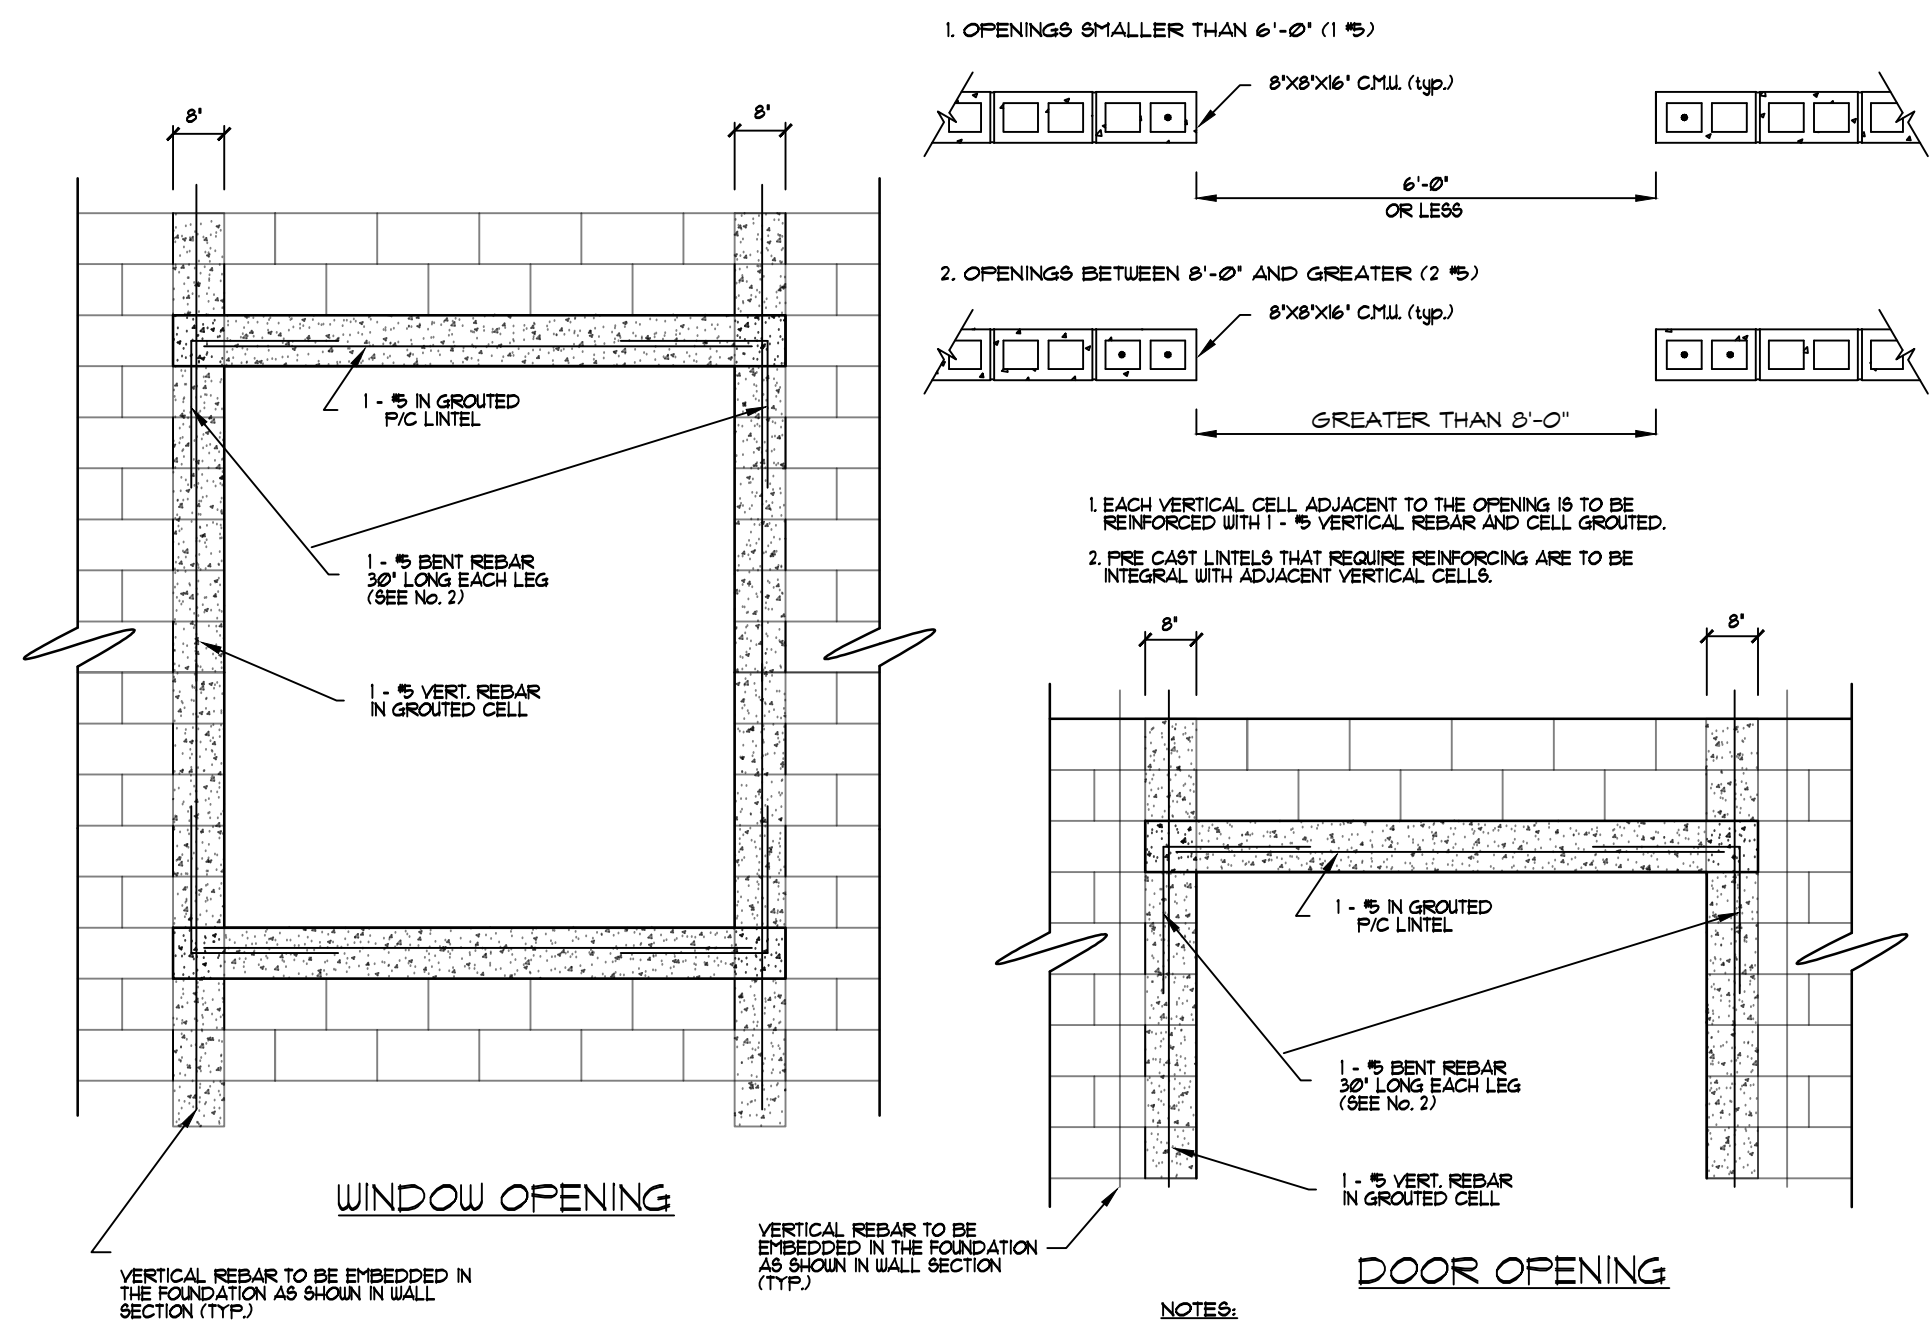 1. OPENINGS SMALLER THAN 6'-0" (1 #5)
8"X8"X16" C.M.U. (typ.)
6'-0"
OR LESS
2. OPENINGS BETWEEN 8'-0" AND GREATER (2 #5)
8"X8"X16" C.M.U. (typ.)
GREATER THAN 8'-0"
1. EACH VERTICAL CELL ADJACENT TO THE OPENING IS TO BE
REINFORCED WITH 1 - #5 VERTICAL REBAR AND CELL GROUTED.
2. PRE CAST LINTELS THAT REQUIRE REINFORCING ARE TO BE
INTEGRAL WITH ADJACENT VERTICAL CELLS.
8"
8"
1 - #5 IN GROUTED
P/C LINTEL
1 - #5 BENT REBAR
30" LONG EACH LEG
(SEE No. 2)
1 - #5 VERT. REBAR
IN GROUTED CELL
WINDOW OPENING
VERTICAL REBAR TO BE EMBEDDED IN
THE FOUNDATION AS SHOWN IN WALL
SECTION (TYP.)
8"
8"
1 - #5 IN GROUTED
P/C LINTEL
1 - #5 BENT REBAR
30" LONG EACH LEG
(SEE No. 2)
1 - #5 VERT. REBAR
IN GROUTED CELL
VERTICAL REBAR TO BE
EMBEDDED IN THE FOUNDATION
AS SHOWN IN WALL SECTION
(TYP.)
DOOR OPENING
NOTES: